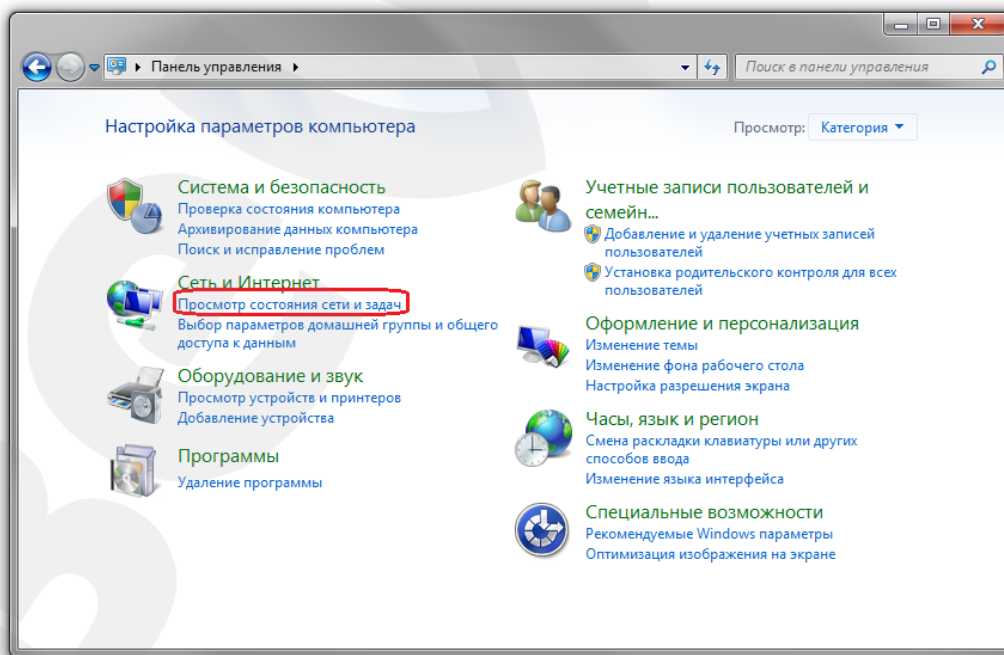 Панель управления
Поиск в панели управления
Настройка параметров компьютера
Просмотр: Категория
Система и безопасность
Проверка состояния компьютера
Архивирование данных компьютера
Поиск и исправление проблем
Сеть и Интернет
Просмотр состояния сети и задач
Выбор параметров домашней группы и общего
доступа к данным
Оборудование и звук
Просмотр устройств и принтеров
Добавление устройства
Программы
Удаление программы
Учетные записи пользователей и
семейн...
Добавление и удаление учетных записей
пользователей
Установка родительского контроля для всех
пользователей
Оформление и персонализация
Изменение темы
Изменение фона рабочего стола
Настройка разрешения экрана
Часы, язык и регион
Смена раскладки клавиатуры или других
способов ввода
Изменение языка интерфейса
Специальные возможности
Рекомендуемые Windows параметры
Оптимизация изображения на экране